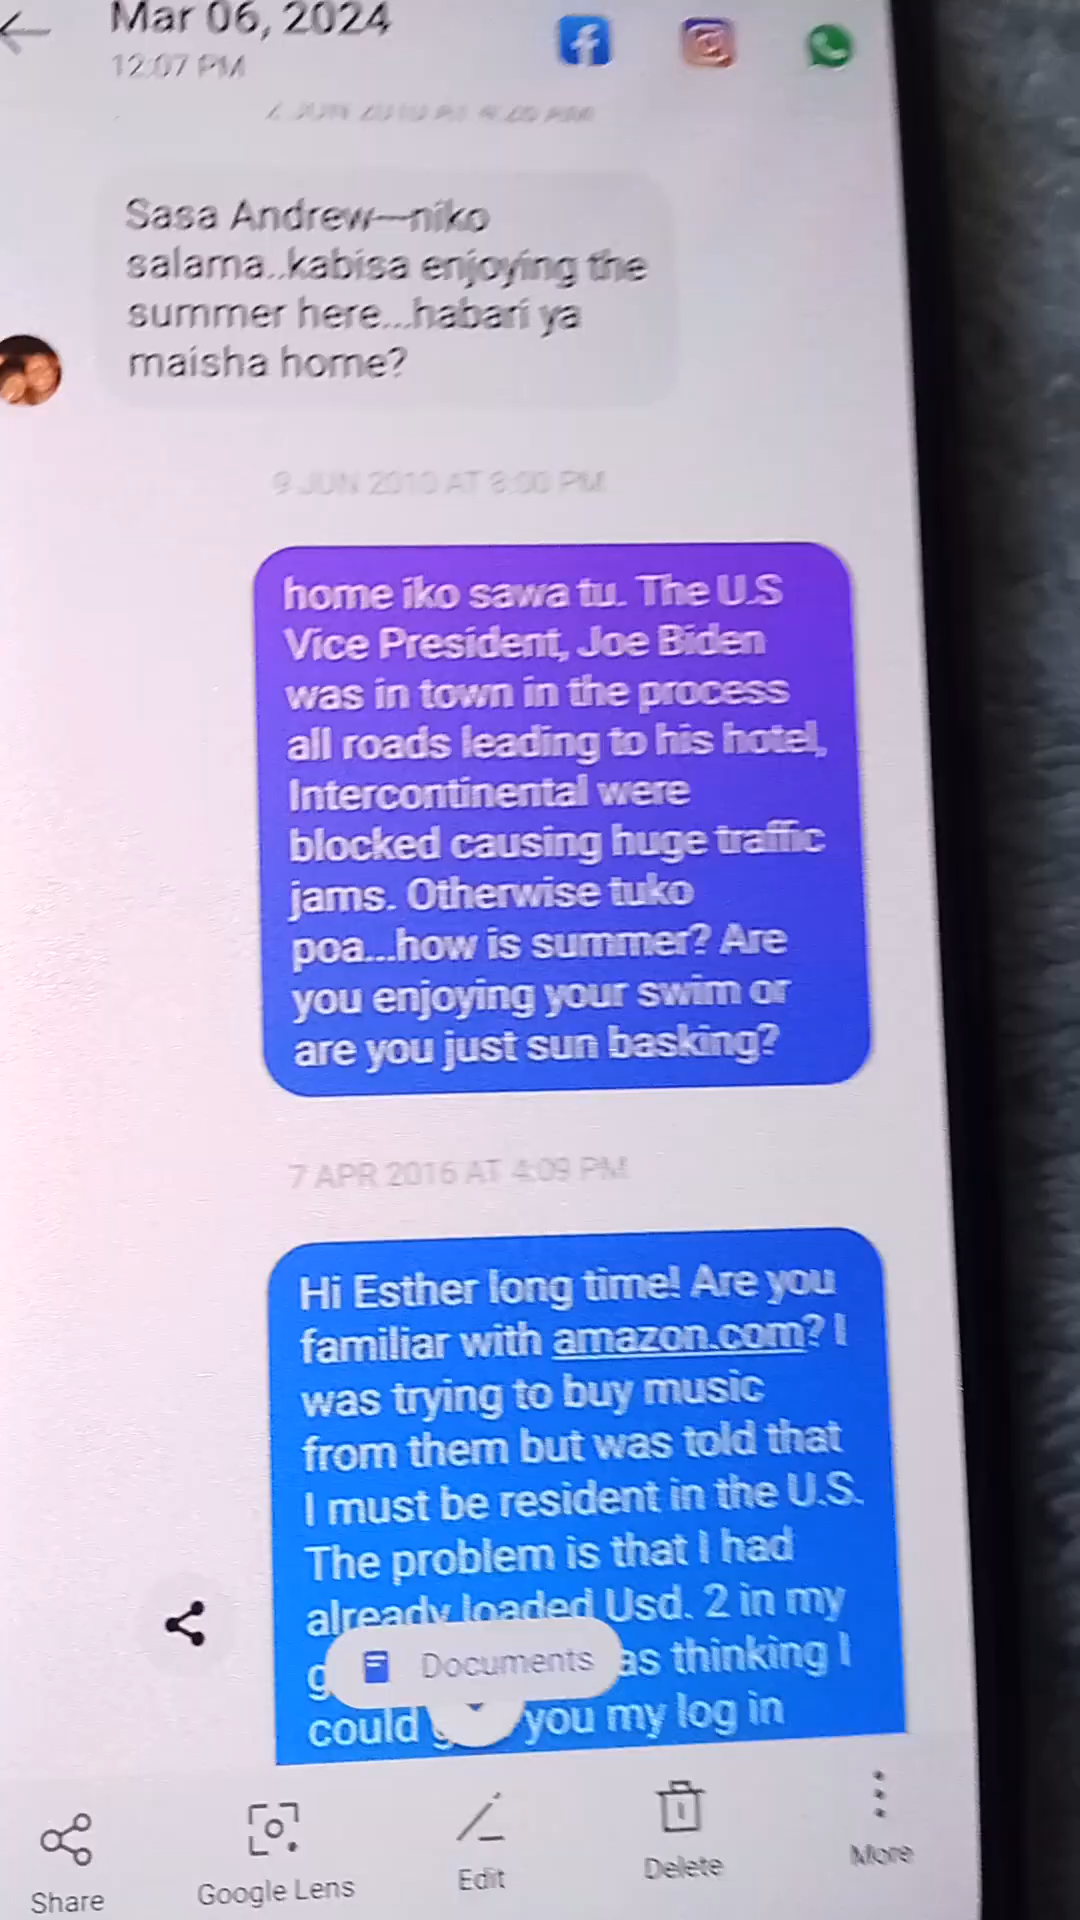 Mar 06, 2024
12:07 PM
Sasa Andrew—niko
salama..kabisa enjoying the
summer here...habari ya
maisha home?
9 JUN 2010 AT 8:00 PM
home iko sawa tu. The U.S
Vice President, Joe Biden
was in town in the process
all roads leading to his hotel,
Intercontinental were
blocked causing huge traffic
jams. Otherwise tuko
poa...how is summer? Are
you enjoying your swim or
are you just sun basking?
7 APR 2016 AT 4:09 PM
Hi Esther long time! Are you
familiar with amazon.com? I
was trying to buy music
from them but was told that
I must be resident in the U.S.
The problem is that I had
already loaded Usd. 2 in my
Documents
as thinking I
could you my log in
Share
Google Lens
Edit
Delete
More